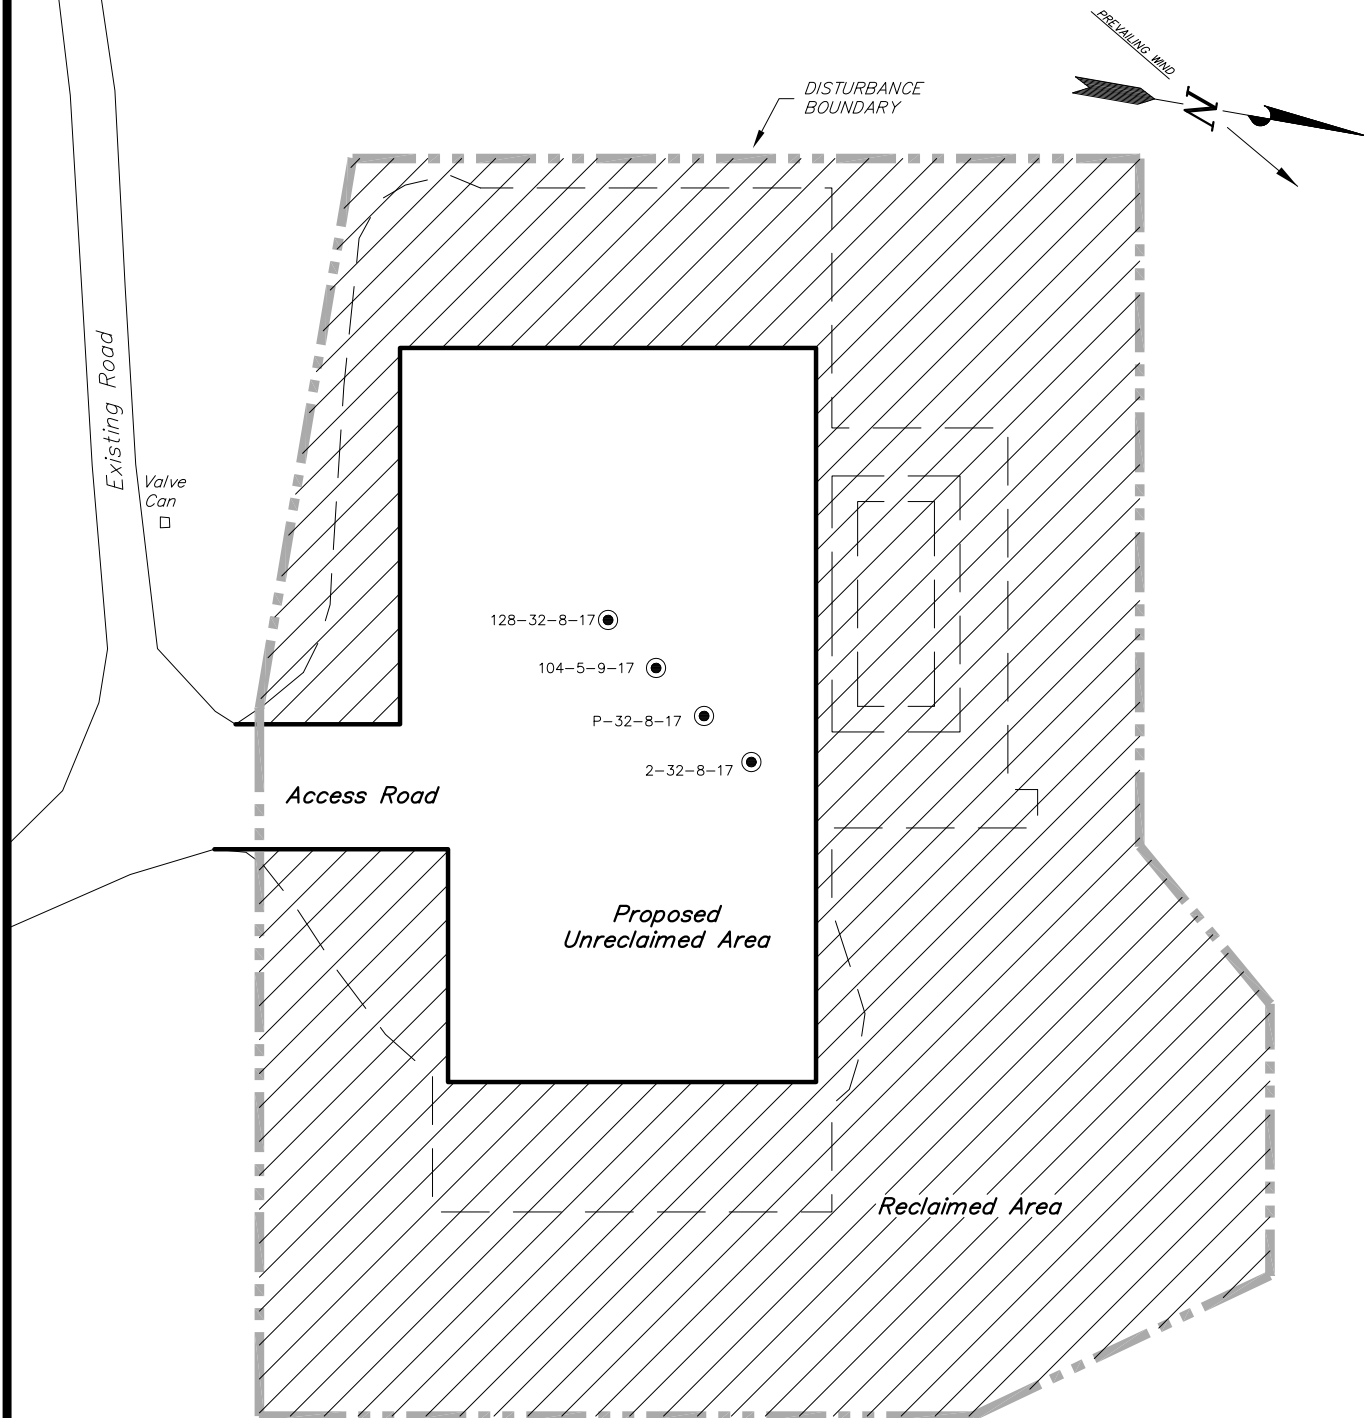 PREVAILING WIND
N
DISTURBANCE
BOUNDARY
Existing Road
Valve
Can
128-32-8-17
104-5-9-17
P-32-8-17
2-32-8-17
Access Road
Proposed
Unreclaimed Area
Reclaimed Area